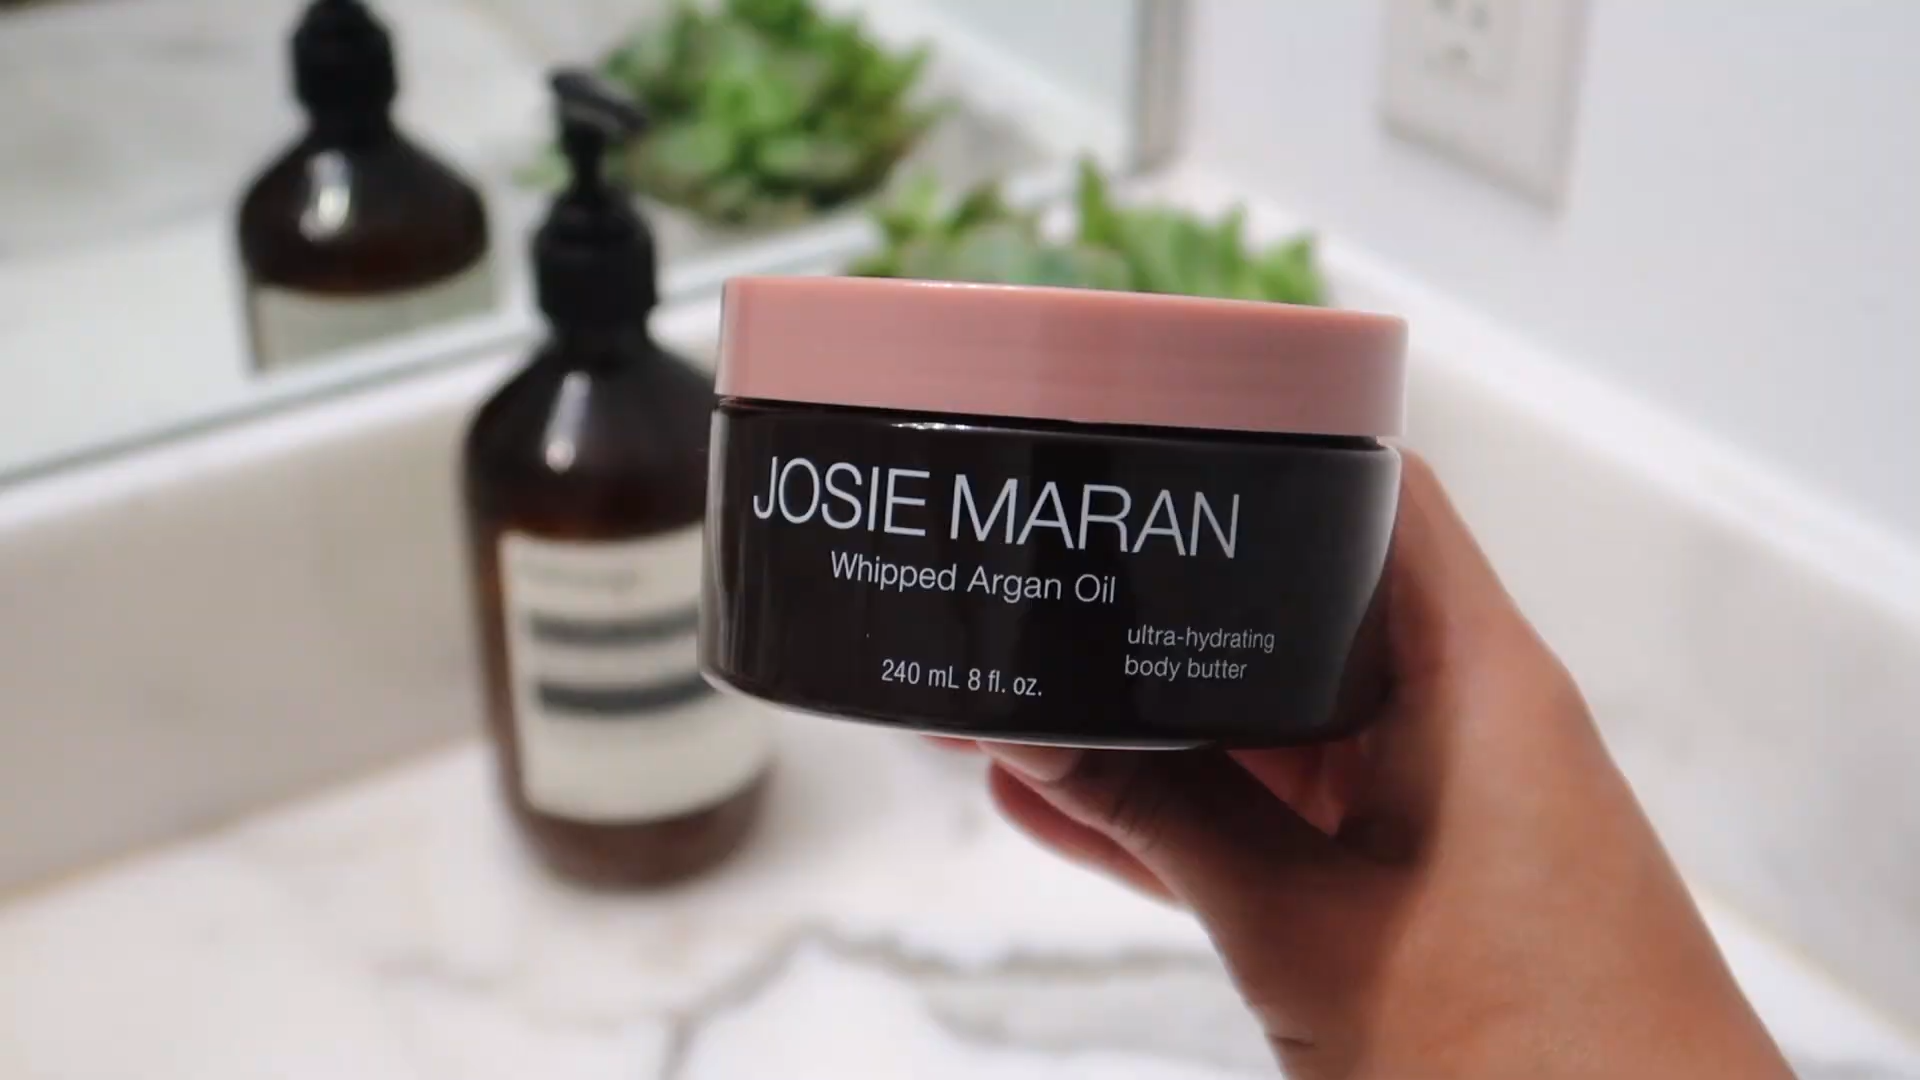 JOSIE MARAN
Whipped Argan Oil
ultra-hydrating
body butter
240 mL 8 fl. oz.